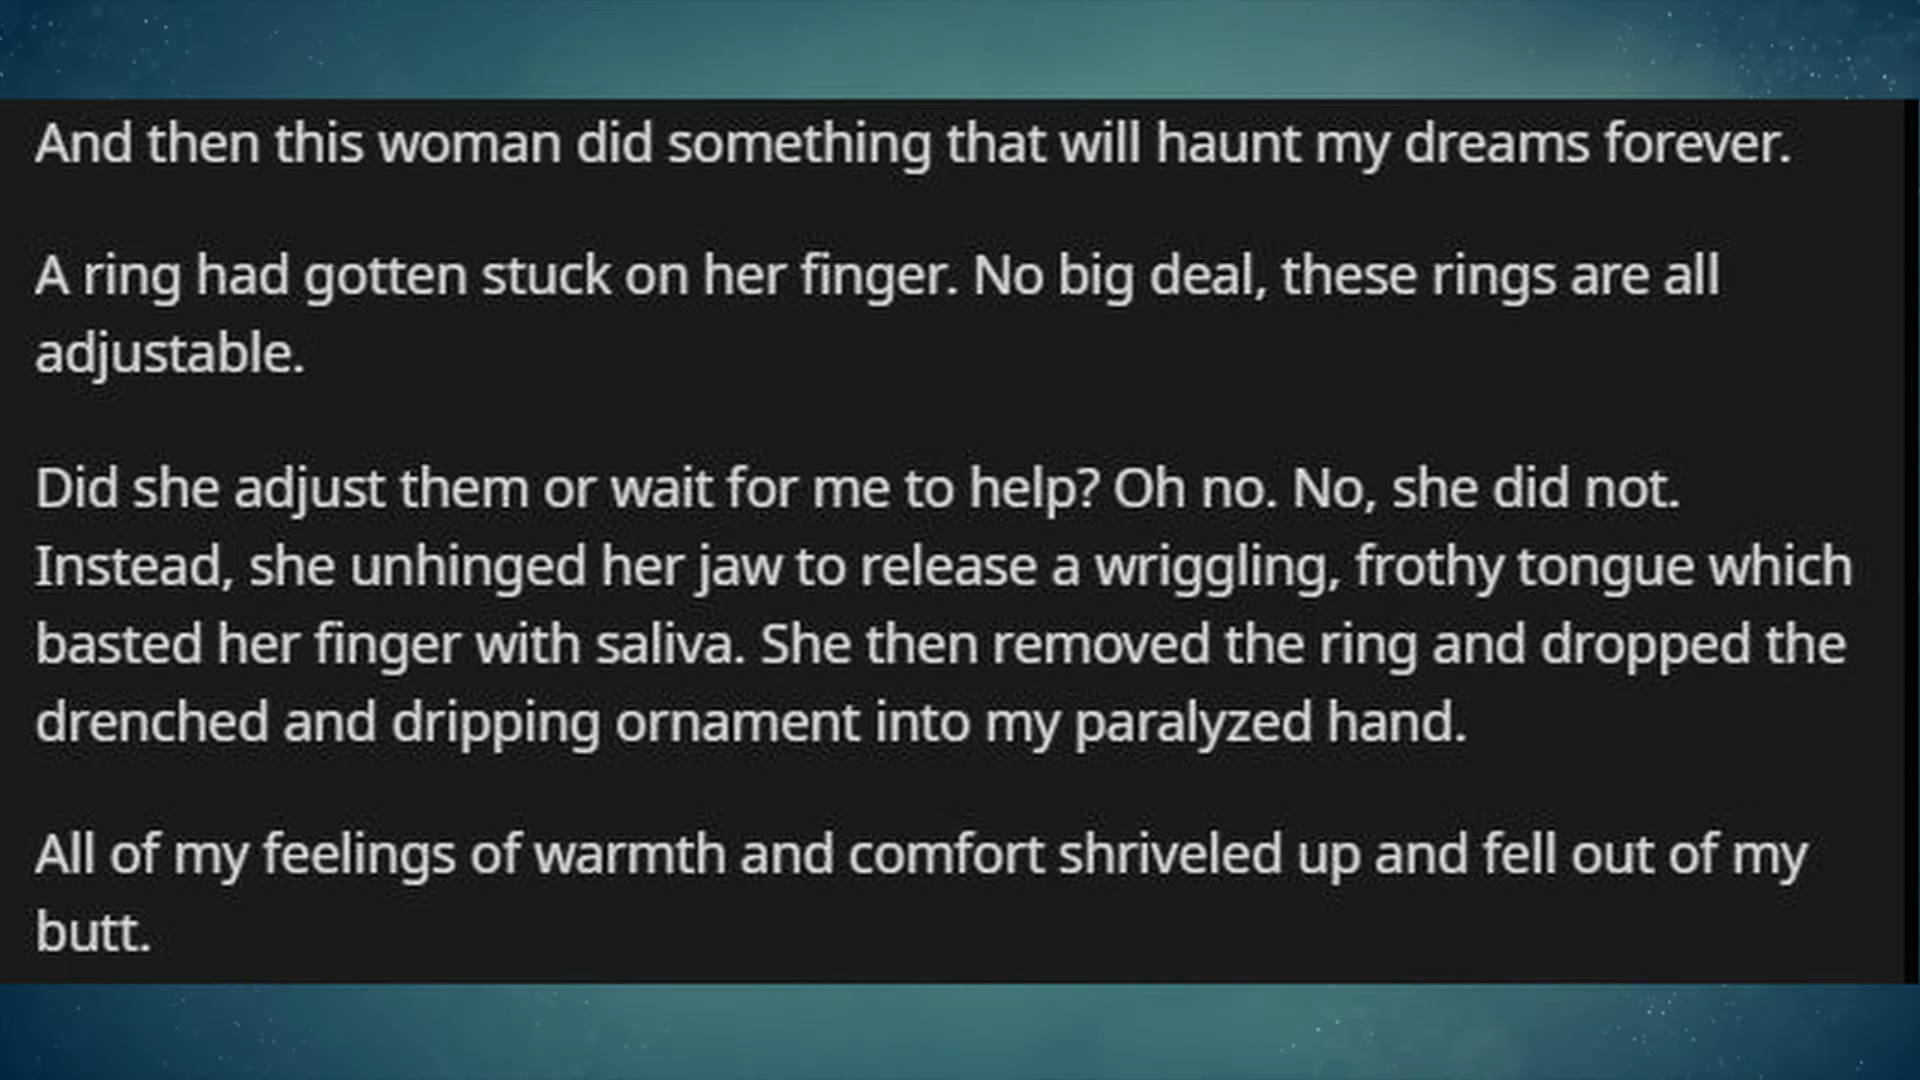 And then this woman did something that will haunt my dreams forever.
A ring had gotten stuck on her finger. No big deal, these rings are all
adjustable.
Did she adjust them or wait for me to help? Oh no. No, she did not.
Instead, she unhinged her jaw to release a wriggling, frothy tongue which
basted her finger with saliva. She then removed the ring and dropped the
drenched and dripping ornament into my paralyzed hand.
All of my feelings of warmth and comfort shriveled up and fell out of my
butt.